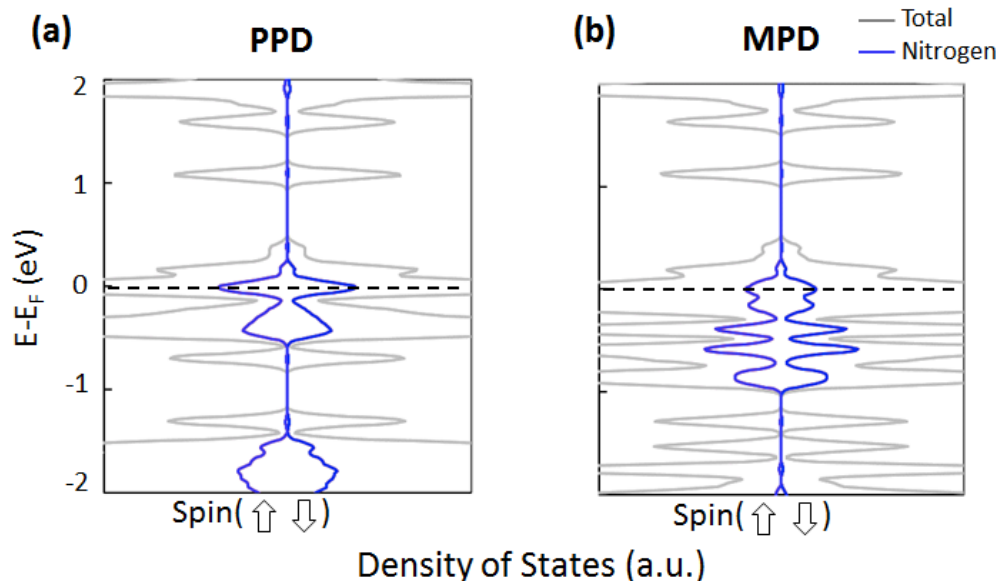 (a)
PPD
(b)
MPD
Total
Nitrogen
2
1
0
-1
-2
E-E_F (eV)
Spin(⇧ ⇩)
Spin(⇧ ⇩)
Density of States (a.u.)